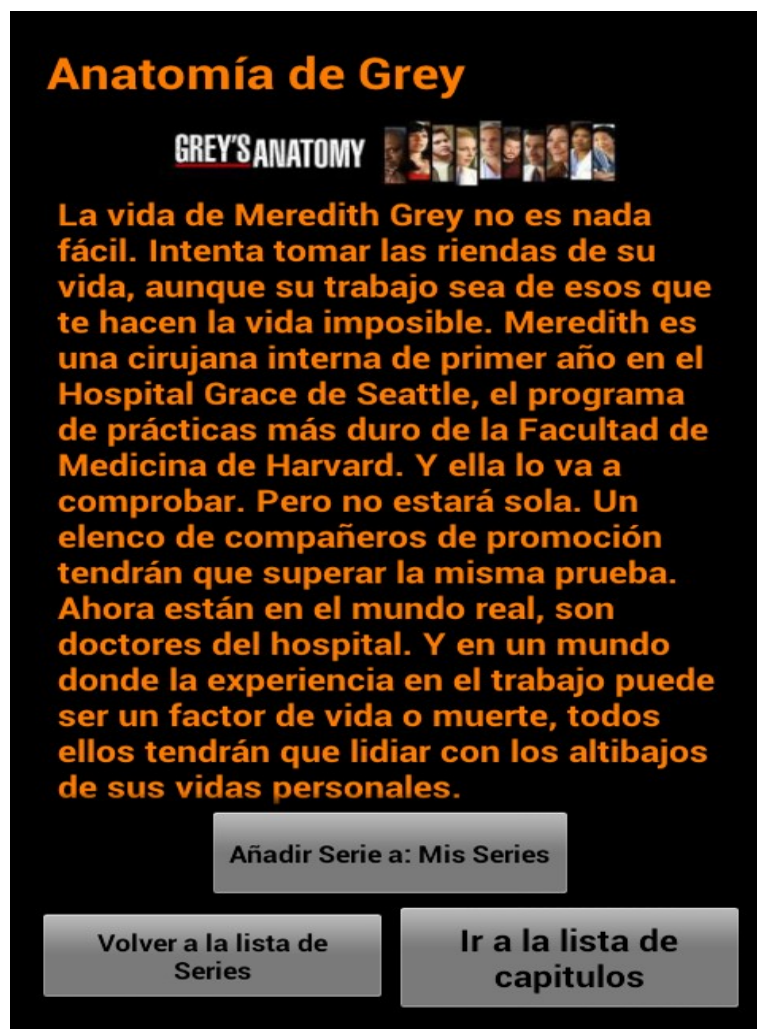 Anatomía de Grey
GREY'S ANATOMY
La vida de Meredith Grey no es nada
fácil. Intenta tomar las riendas de su
vida, aunque su trabajo sea de esos que
te hacen la vida imposible. Meredith es
una cirujana interna de primer año en el
Hospital Grace de Seattle, el programa
de prácticas más duro de la Facultad de
Medicina de Harvard. Y ella lo va a
comprobar. Pero no estará sola. Un
elenco de compañeros de promoción
tendrán que superar la misma prueba.
Ahora están en el mundo real, son
doctores del hospital. Y en un mundo
donde la experiencia en el trabajo puede
ser un factor de vida o muerte, todos
ellos tendrán que lidiar con los altibajos
de sus vidas personales.
Añadir Serie a: Mis Series
Volver a la lista de
Series
Ir a la lista de
capitulos